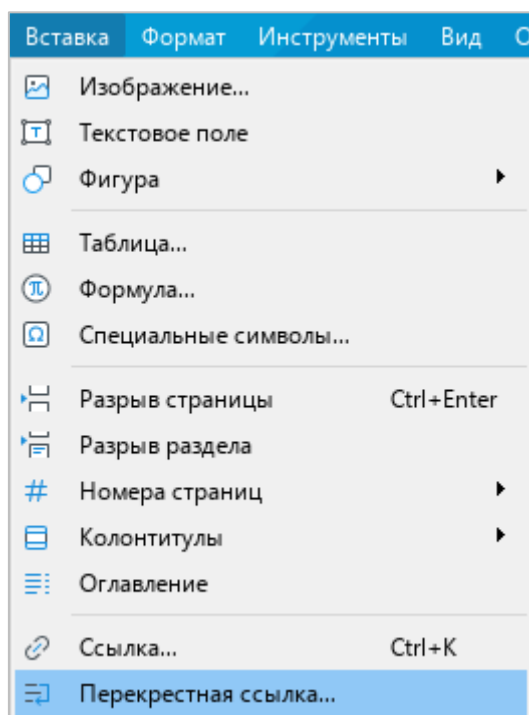 Вставка Формат Инструменты Вид
Изображение...
Текстовое поле
Фигура
Таблица...
Формула...
Специальные символы...
Разрыв страницы Ctrl+Enter
Разрыв раздела
Номера страниц
Колонтитулы
Оглавление
Ссылка... Ctrl+K
Перекрестная ссылка...